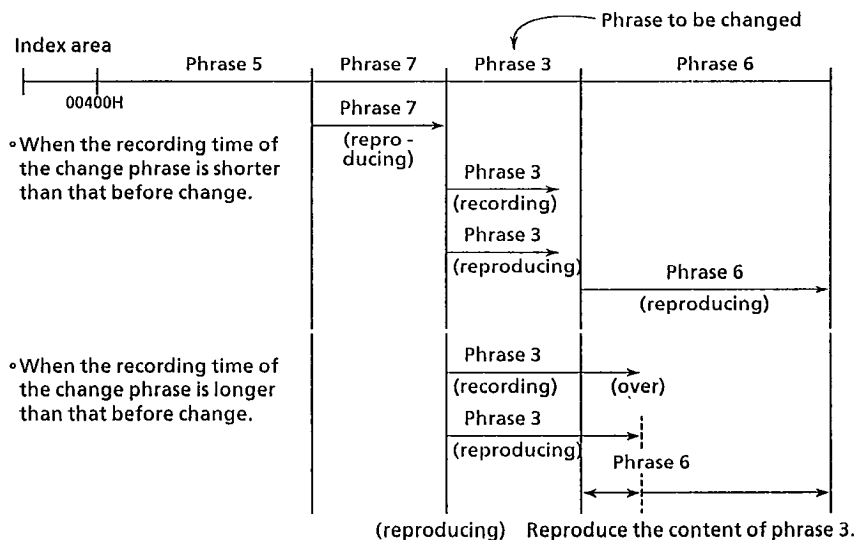 Phrase to be changed
Index area
Phrase 5
Phrase 7
Phrase 3
Phrase 6
00400H
Phrase 7
(repro -
ducing)
∘When the recording time of
the change phrase is shorter
than that before change.
Phrase 3
(recording)
Phrase 3
(reproducing)
Phrase 6
(reproducing)
∘When the recording time of
the change phrase is longer
than that before change.
Phrase 3
(recording)
(over)
Phrase 3
(reproducing)
Phrase 6
(reproducing) Reproduce the content of phrase 3.